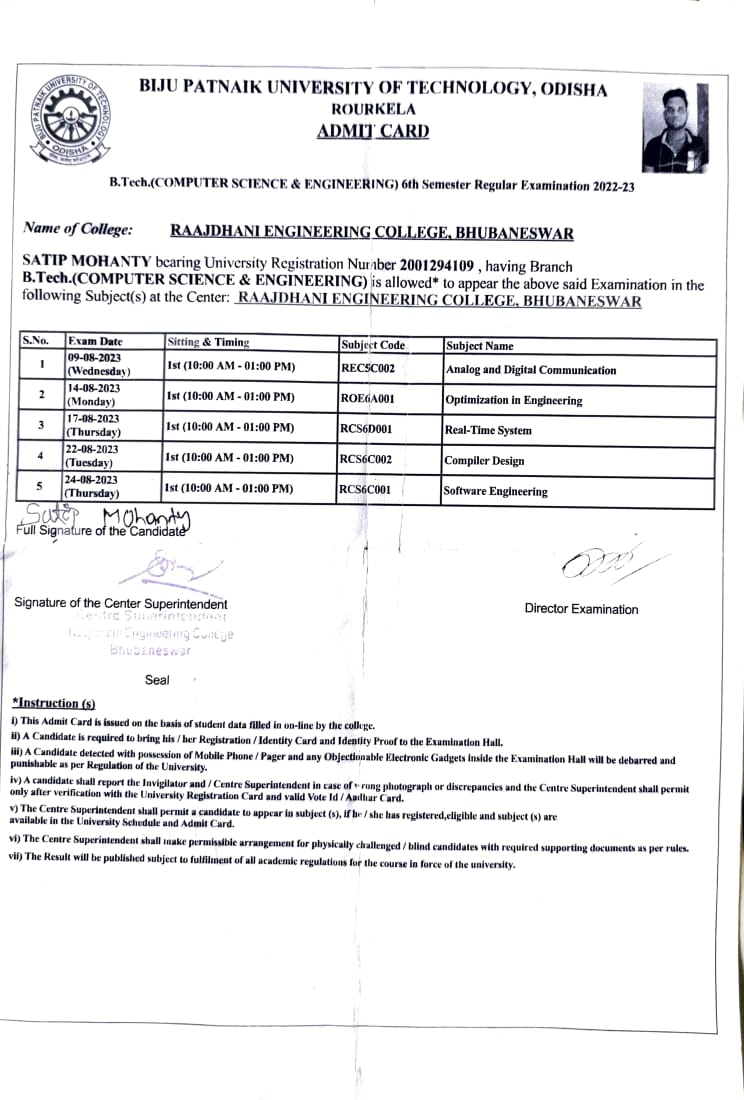 BIJU PATNAIK UNIVERSITY OF TECHNOLOGY
ODISHA
BIJU PATNAIK UNIVERSITY OF TECHNOLOGY, ODISHA
ROURKELA
ADMIT CARD
B.Tech.(COMPUTER SCIENCE & ENGINEERING) 6th Semester Regular Examination 2022-23
Name of College: RAAJDHANI ENGINEERING COLLEGE, BHUBANESWAR
SATIP MOHANTY bearing University Registration Number 2001294109 , having Branch
B.Tech.(COMPUTER SCIENCE & ENGINEERING) is allowed* to appear the above said Examination in the
following Subject(s) at the Center: RAAJDHANI ENGINEERING COLLEGE, BHUBANESWAR
S.No. Exam Date Sitting & Timing Subject Code Subject Name
1 09-08-2023 (Wednesday) 1st (10:00 AM - 01:00 PM) REC5C002 Analog and Digital Communication
2 14-08-2023 (Monday) 1st (10:00 AM - 01:00 PM) ROE6A001 Optimization in Engineering
3 17-08-2023 (Thursday) 1st (10:00 AM - 01:00 PM) RCS6D001 Real-Time System
4 22-08-2023 (Tuesday) 1st (10:00 AM - 01:00 PM) RCS6C002 Compiler Design
5 24-08-2023 (Thursday) 1st (10:00 AM - 01:00 PM) RCS6C001 Software Engineering
Satip Mohanty
Full Signature of the Candidate
Signature of the Center Superintendent
Director Examination
Centre Superintendent
Engineering College
Bhubaneswar
Seal
*Instruction (s)
i) This Admit Card is issued on the basis of student data filled in on-line by the college.
ii) A Candidate is required to bring his / her Registration / Identity Card and Identity Proof to the Examination Hall.
iii) A Candidate detected with possession of Mobile Phone / Pager and any Objectionable Electronic Gadgets inside the Examination Hall will be debarred and
punishable as per Regulation of the University.
iv) A candidate shall report the Invigilator and / Centre Superintendent in case of wrong photograph or discrepancies and the Centre Superintendent shall permit
only after verification with the University Registration Card and valid Vote Id / Aadhar Card.
v) The Centre Superintendent shall permit a candidate to appear in subject (s), if he / she has registered,eligible and subject (s) are
available in the University Schedule and Admit Card.
vi) The Centre Superintendent shall make permissible arrangement for physically challenged / blind candidates with required supporting documents as per rules.
vii) The Result will be published subject to fulfilment of all academic regulations for the course in force of the university.